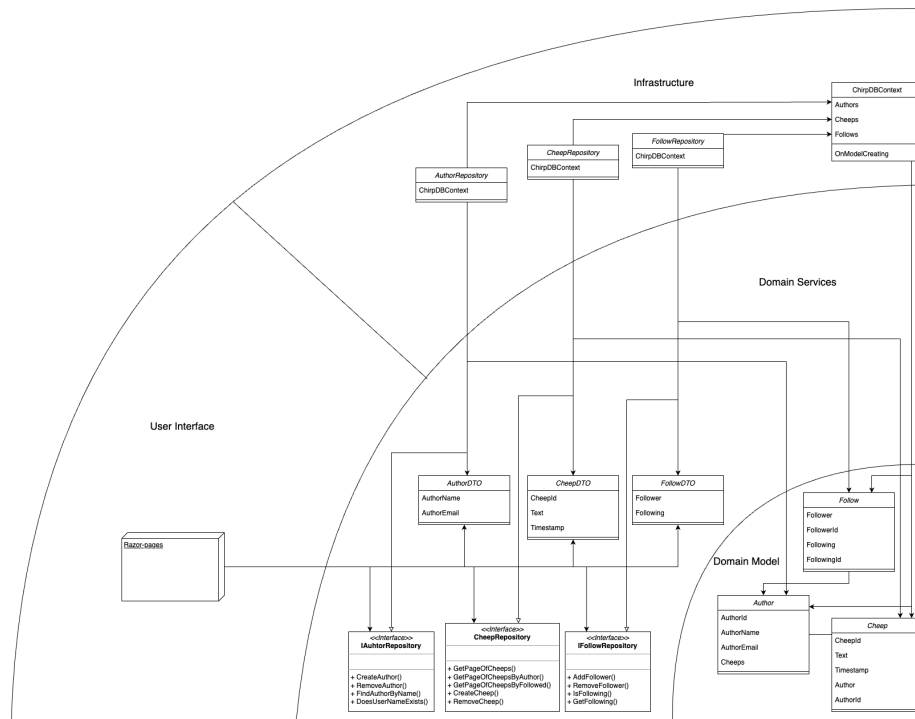 Infrastructure
ChirpDBContext
Authors
Cheeps
Follows
OnModelCreating
FollowRepository
ChirpDBContext
CheepRepository
ChirpDBContext
AuthorRepository
ChirpDBContext
Domain Services
User Interface
AuthorDTO
AuthorName
AuthorEmail
CheepDTO
CheepId
Text
Timestamp
FollowDTO
Follower
Following
Follow
Follower
FollowerId
Following
FollowingId
Razor-pages
Domain Model
Author
AuthorId
AuthorName
AuthorEmail
Cheeps
Cheep
CheepId
Text
Timestamp
Author
AuthorId
<<Interface>>
IAuhtorRepository
+ CreateAuthor()
+ RemoveAuthor()
+ FindAuthorByName()
+ DoesUserNameExists()
<<Interface>>
CheepRepository
+ GetPageOfCheeps()
+ GetPageOfCheepsByAuthor()
+ GetPageOfCheepsByFollowed()
+ CreateCheep()
+ RemoveCheep()
<<Interface>>
IFollowRepository
+ AddFollower()
+ RemoveFollower()
+ IsFollowing()
+ GetFollowing()